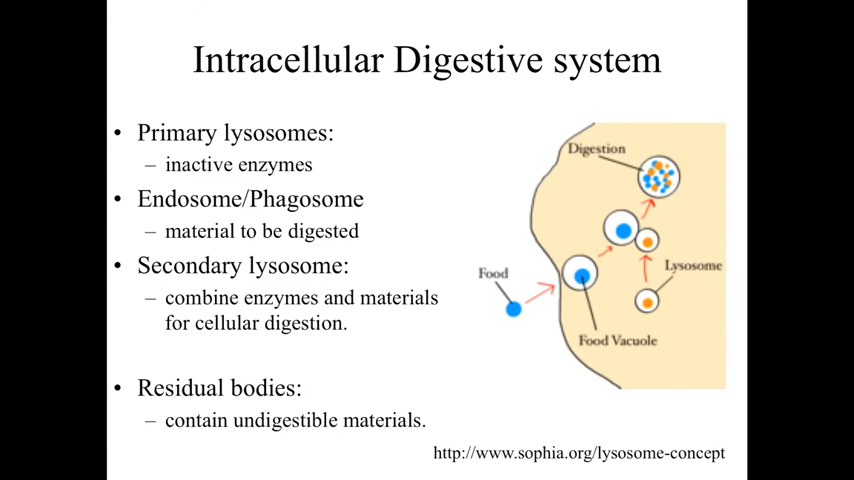 Intracellular Digestive system
• Primary lysosomes:
– inactive enzymes
• Endosome/Phagosome
– material to be digested
• Secondary lysosome:
– combine enzymes and materials
for cellular digestion.
• Residual bodies:
– contain undigestible materials.
Digestion
Food
Lysosome
Food Vacuole
http://www.sophia.org/lysosome-concept